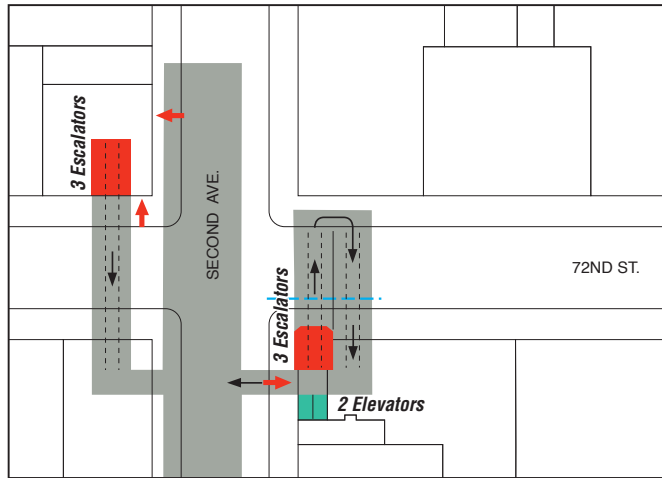 3 Escalators
SECOND AVE.
72ND ST.
3 Escalators
2 Elevators